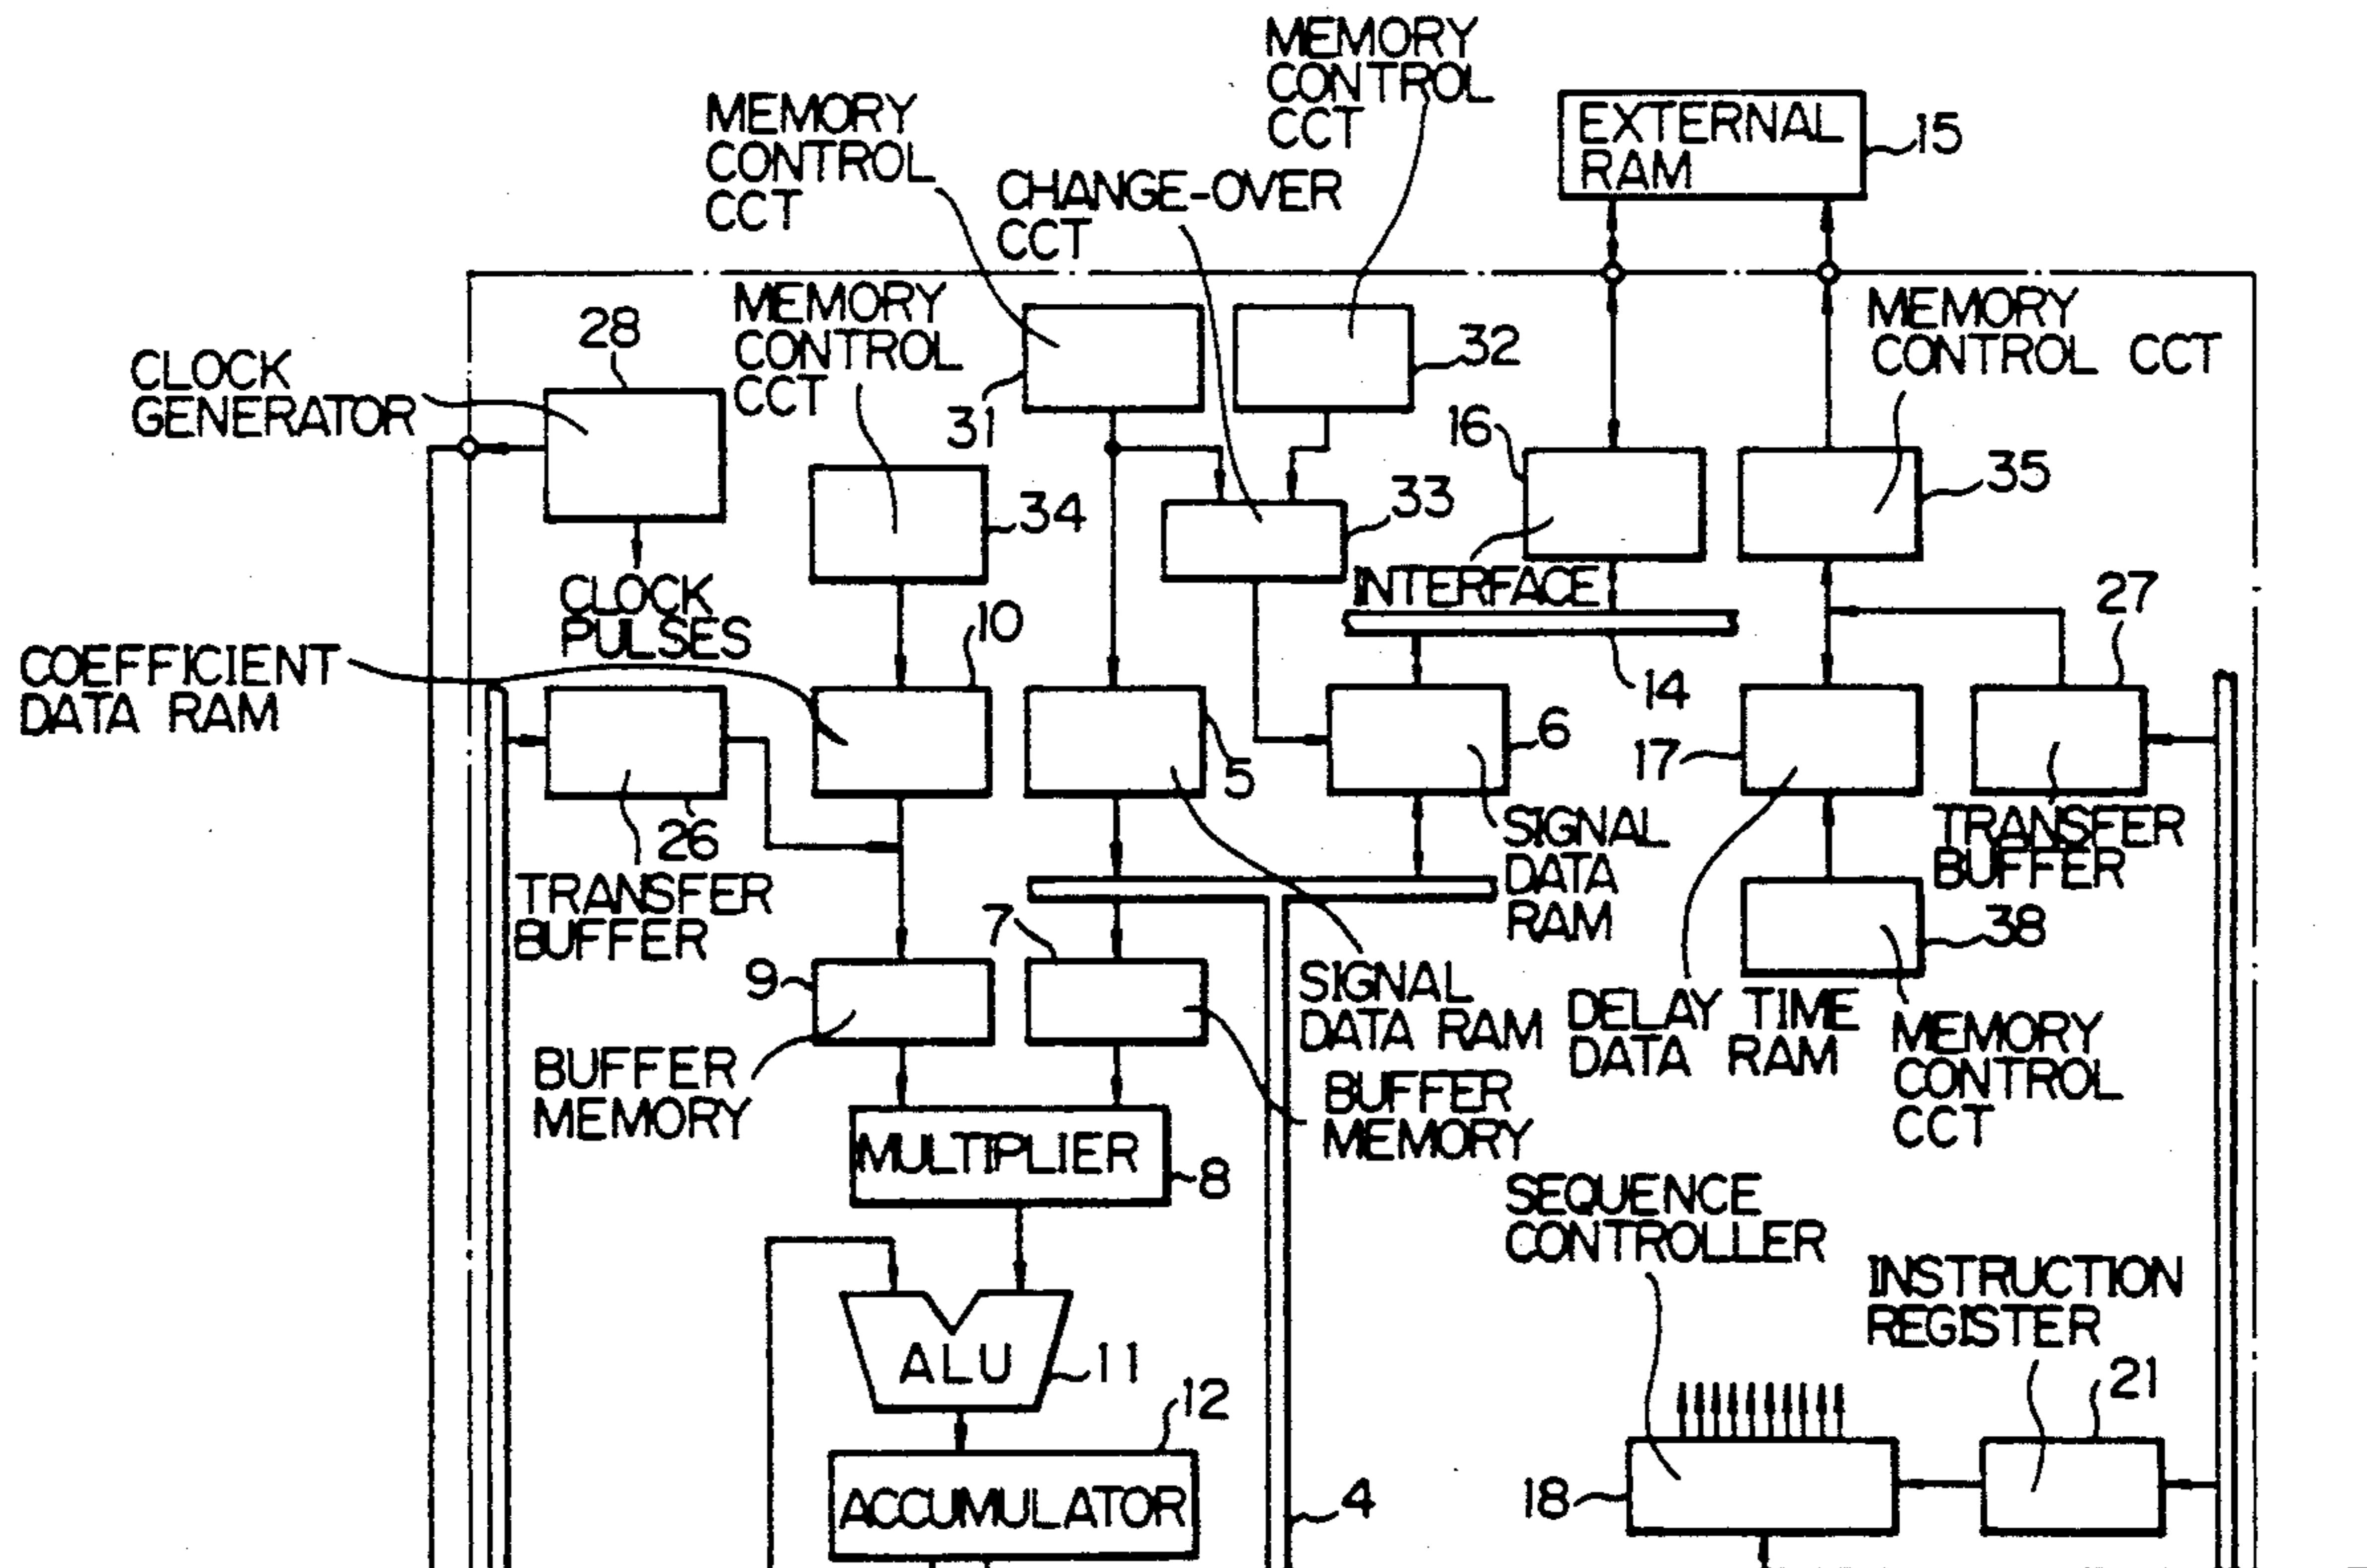 MEMORY
CONTROL
CCT
MEMORY
CONTROL
CCT
CHANGE-OVER
CCT
EXTERNAL
RAM
15
28
MEMORY
CONTROL
CCT
CLOCK
GENERATOR
31
32
MEMORY
CONTROL CCT
16
35
34
33
INTERFACE
27
CLOCK
PULSES
10
14
COEFFICIENT
DATA RAM
5
6
17
26
TRANSFER
BUFFER
SIGNAL
DATA
RAM
TRANSFER
BUFFER
38
7
9
SIGNAL
DATA RAM
DELAY TIME
DATA RAM
MEMORY
CONTROL
CCT
BUFFER
MEMORY
BUFFER
MEMORY
MULTIPLIER
8
SEQUENCE
CONTROLLER
INSTRUCTION
REGISTER
ALU
11
12
21
ACCUMULATOR
4
18